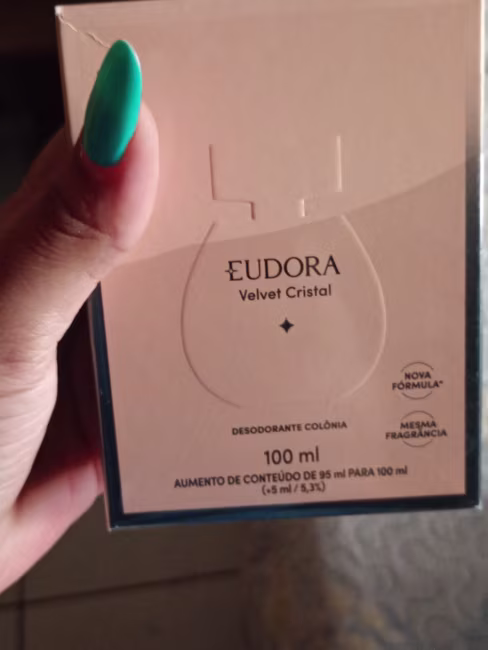 EUDORA
Velvet Cristal
NOVA
FÓRMULA*
MESMA
FRAGRÂNCIA
DESODORANTE COLÔNIA
100 ml
AUMENTO DE CONTEÚDO DE 95 ml PARA 100 ml
(+5 ml / 5,3%)